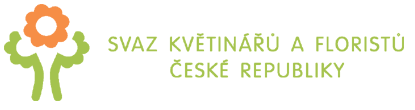 SVAZ KVĚTINÁŘŮ A FLORISTŮ
ČESKÉ REPUBLIKY